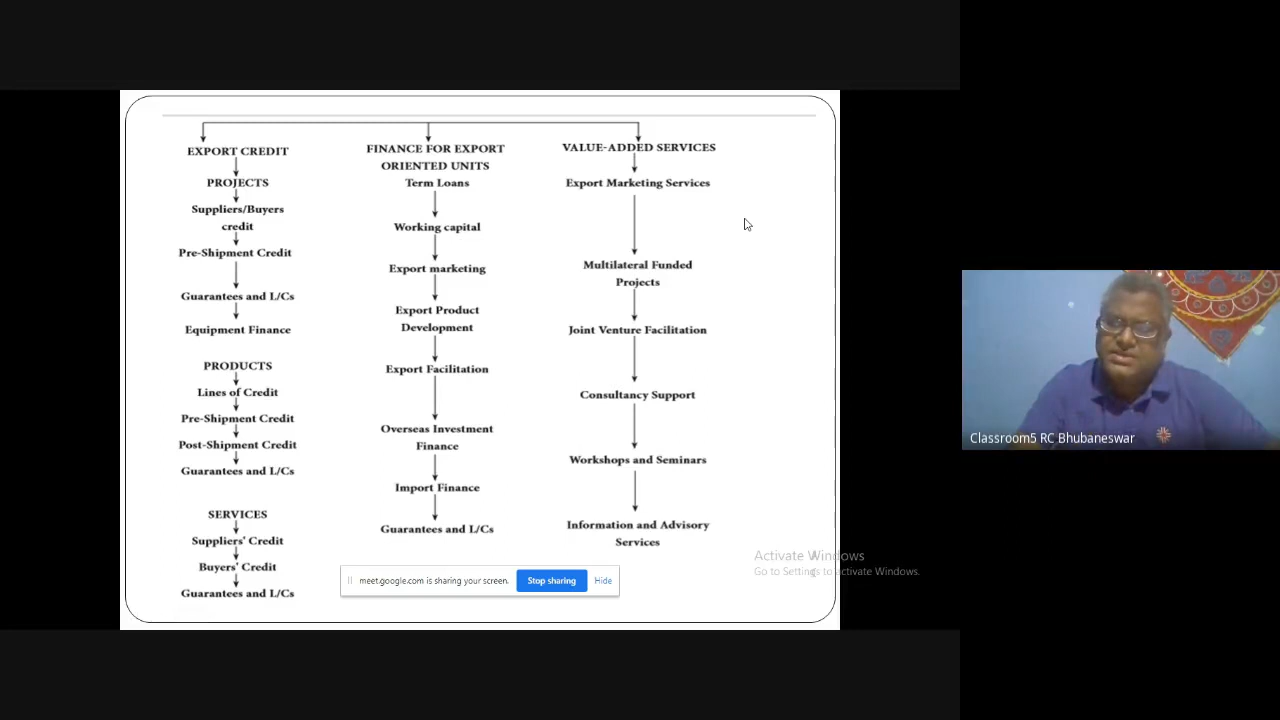 EXPORT CREDIT
PROJECTS
Suppliers/Buyers
credit
Pre-Shipment Credit
Guarantees and L/Cs
Equipment Finance
PRODUCTS
Lines of Credit
Pre-Shipment Credit
Post-Shipment Credit
Guarantees and L/Cs
SERVICES
Suppliers' Credit
Buyers' Credit
Guarantees and L/Cs
FINANCE FOR EXPORT
ORIENTED UNITS
Term Loans
Working capital
Export marketing
Export Product
Development
Export Facilitation
Overseas Investment
Finance
Import Finance
Guarantees and L/Cs
VALUE-ADDED SERVICES
Export Marketing Services
Multilateral Funded
Projects
Joint Venture Facilitation
Consultancy Support
Workshops and Seminars
Information and Advisory
Services
meet.google.com is sharing your screen.
Stop sharing
Hide
Activate Windows
Go to Settings to activate Windows.
Classroom5 RC Bhubaneswar